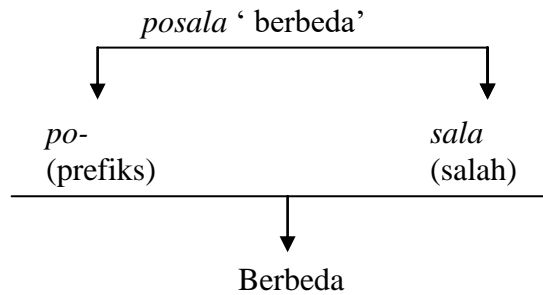 posala ‘ berbeda’
po- sala
(prefiks) (salah)
Berbeda